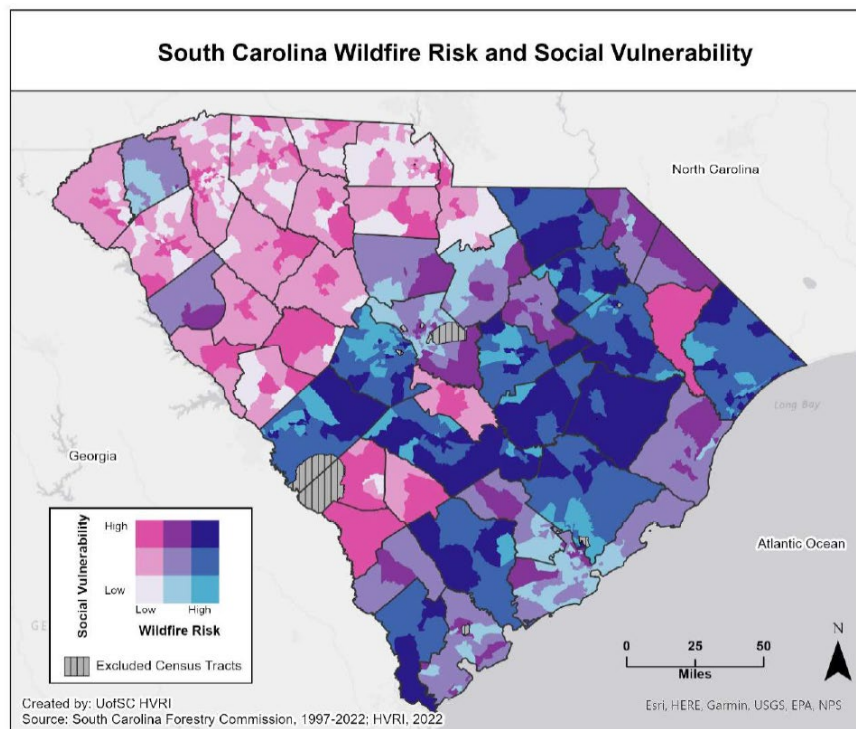 South Carolina Wildfire Risk and Social Vulnerability
North Carolina
Long Bay
Georgia
Atlantic Ocean
Social Vulnerability
High
Low
Low High
Wildfire Risk
Excluded Census Tracts
0 25 50
Miles
N
Created by: UofSC HVRI
Source: South Carolina Forestry Commission, 1997-2022; HVRI, 2022
Esri, HERE, Garmin, USGS, EPA, NPS